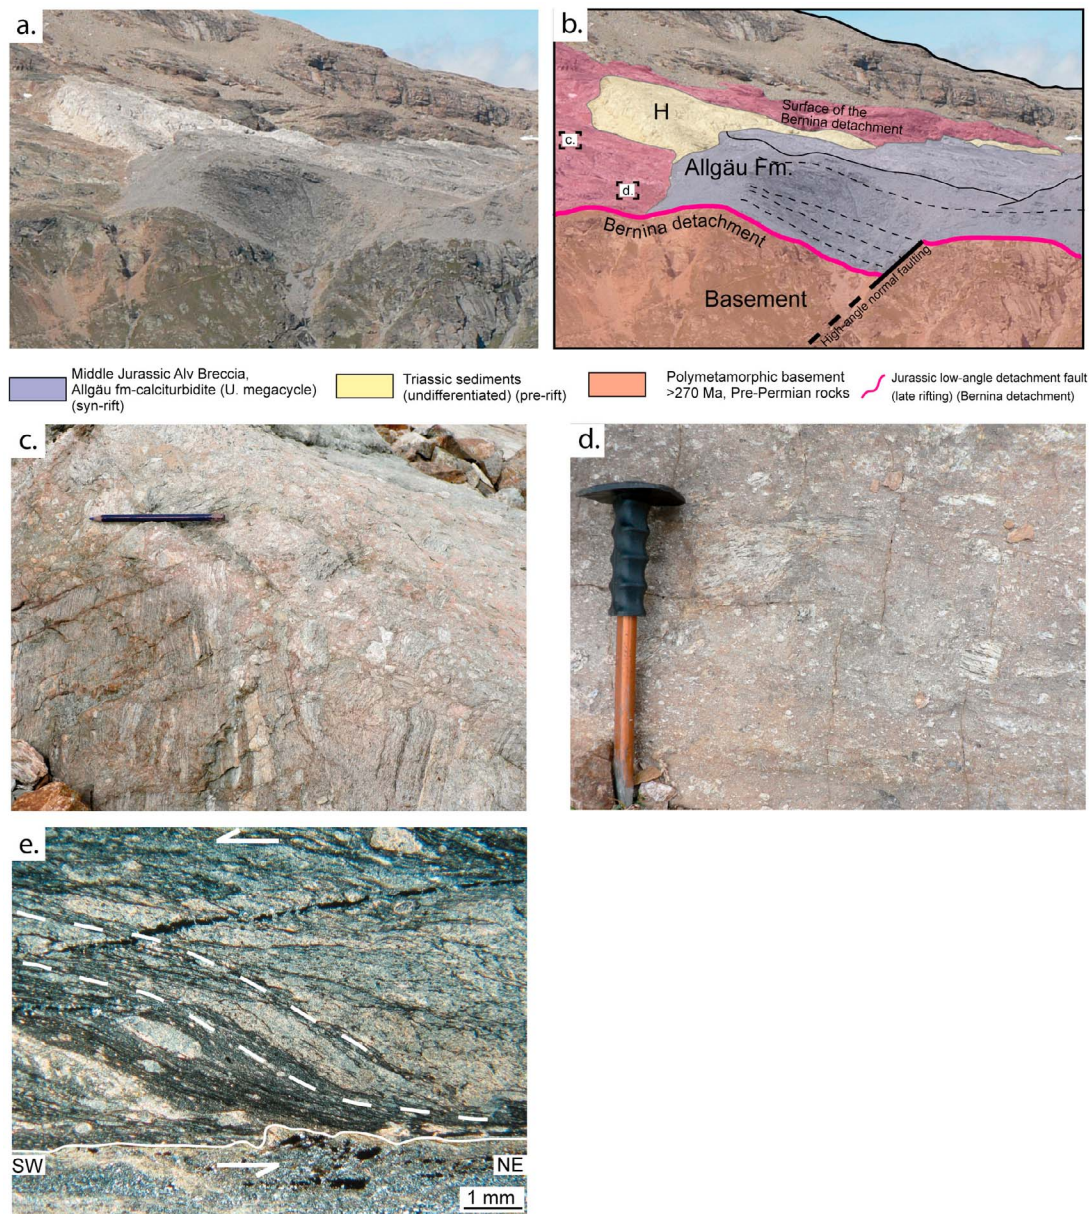 a.
b.
H
Surface of the
Bernina detachment
c.
d.
Allgäu Fm.
Bernina detachment
Basement
High-angle normal faulting
Middle Jurassic Alv Breccia,
Allgäu fm-calciturbidite (U. megacycle)
(syn-rift)
Triassic sediments
(undifferentiated) (pre-rift)
Polymetamorphic basement
>270 Ma, Pre-Permian rocks
Jurassic low-angle detachment fault
(late rifting) (Bernina detachment)
c.
d.
e.
SW
NE
1 mm